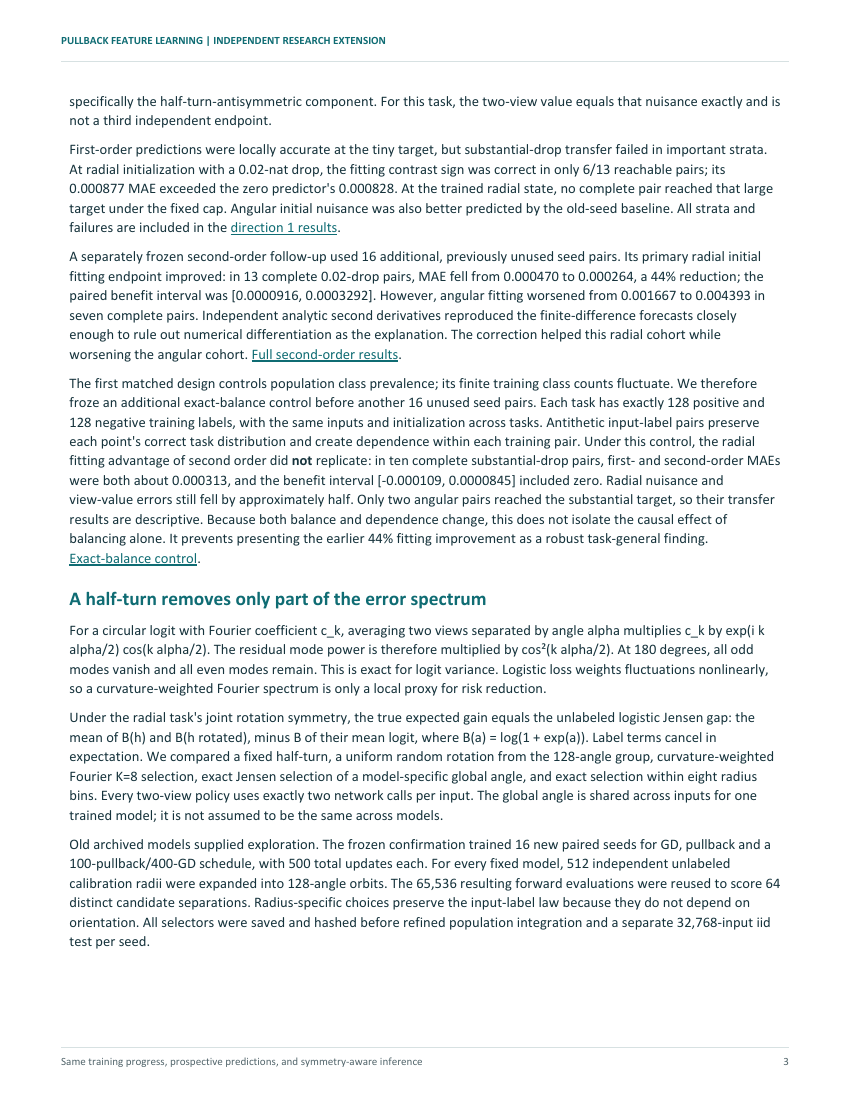 PULLBACK FEATURE LEARNING | INDEPENDENT RESEARCH EXTENSION
specifically the half-turn-antisymmetric component. For this task, the two-view value equals that nuisance exactly and is
not a third independent endpoint.
First-order predictions were locally accurate at the tiny target, but substantial-drop transfer failed in important strata.
At radial initialization with a 0.02-nat drop, the fitting contrast sign was correct in only 6/13 reachable pairs; its
0.000877 MAE exceeded the zero predictor's 0.000828. At the trained radial state, no complete pair reached that large
target under the fixed cap. Angular initial nuisance was also better predicted by the old-seed baseline. All strata and
failures are included in the direction 1 results.
A separately frozen second-order follow-up used 16 additional, previously unused seed pairs. Its primary radial initial
fitting endpoint improved: in 13 complete 0.02-drop pairs, MAE fell from 0.000470 to 0.000264, a 44% reduction; the
paired benefit interval was [0.0000916, 0.0003292]. However, angular fitting worsened from 0.001667 to 0.004393 in
seven complete pairs. Independent analytic second derivatives reproduced the finite-difference forecasts closely
enough to rule out numerical differentiation as the explanation. The correction helped this radial cohort while
worsening the angular cohort. Full second-order results.
The first matched design controls population class prevalence; its finite training class counts fluctuate. We therefore
froze an additional exact-balance control before another 16 unused seed pairs. Each task has exactly 128 positive and
128 negative training labels, with the same inputs and initialization across tasks. Antithetic input-label pairs preserve
each point's correct task distribution and create dependence within each training pair. Under this control, the radial
fitting advantage of second order did not replicate: in ten complete substantial-drop pairs, first- and second-order MAEs
were both about 0.000313, and the benefit interval [-0.000109, 0.0000845] included zero. Radial nuisance and
view-value errors still fell by approximately half. Only two angular pairs reached the substantial target, so their transfer
results are descriptive. Because both balance and dependence change, this does not isolate the causal effect of
balancing alone. It prevents presenting the earlier 44% fitting improvement as a robust task-general finding.
Exact-balance control.
A half-turn removes only part of the error spectrum
For a circular logit with Fourier coefficient c_k, averaging two views separated by angle alpha multiplies c_k by exp(i k
alpha/2) cos(k alpha/2). The residual mode power is therefore multiplied by cos²(k alpha/2). At 180 degrees, all odd
modes vanish and all even modes remain. This is exact for logit variance. Logistic loss weights fluctuations nonlinearly,
so a curvature-weighted Fourier spectrum is only a local proxy for risk reduction.
Under the radial task's joint rotation symmetry, the true expected gain equals the unlabeled logistic Jensen gap: the
mean of B(h) and B(h rotated), minus B of their mean logit, where B(a) = log(1 + exp(a)). Label terms cancel in
expectation. We compared a fixed half-turn, a uniform random rotation from the 128-angle group, curvature-weighted
Fourier K=8 selection, exact Jensen selection of a model-specific global angle, and exact selection within eight radius
bins. Every two-view policy uses exactly two network calls per input. The global angle is shared across inputs for one
trained model; it is not assumed to be the same across models.
Old archived models supplied exploration. The frozen confirmation trained 16 new paired seeds for GD, pullback and a
100-pullback/400-GD schedule, with 500 total updates each. For every fixed model, 512 independent unlabeled
calibration radii were expanded into 128-angle orbits. The 65,536 resulting forward evaluations were reused to score 64
distinct candidate separations. Radius-specific choices preserve the input-label law because they do not depend on
orientation. All selectors were saved and hashed before refined population integration and a separate 32,768-input iid
test per seed.
Same training progress, prospective predictions, and symmetry-aware inference
3